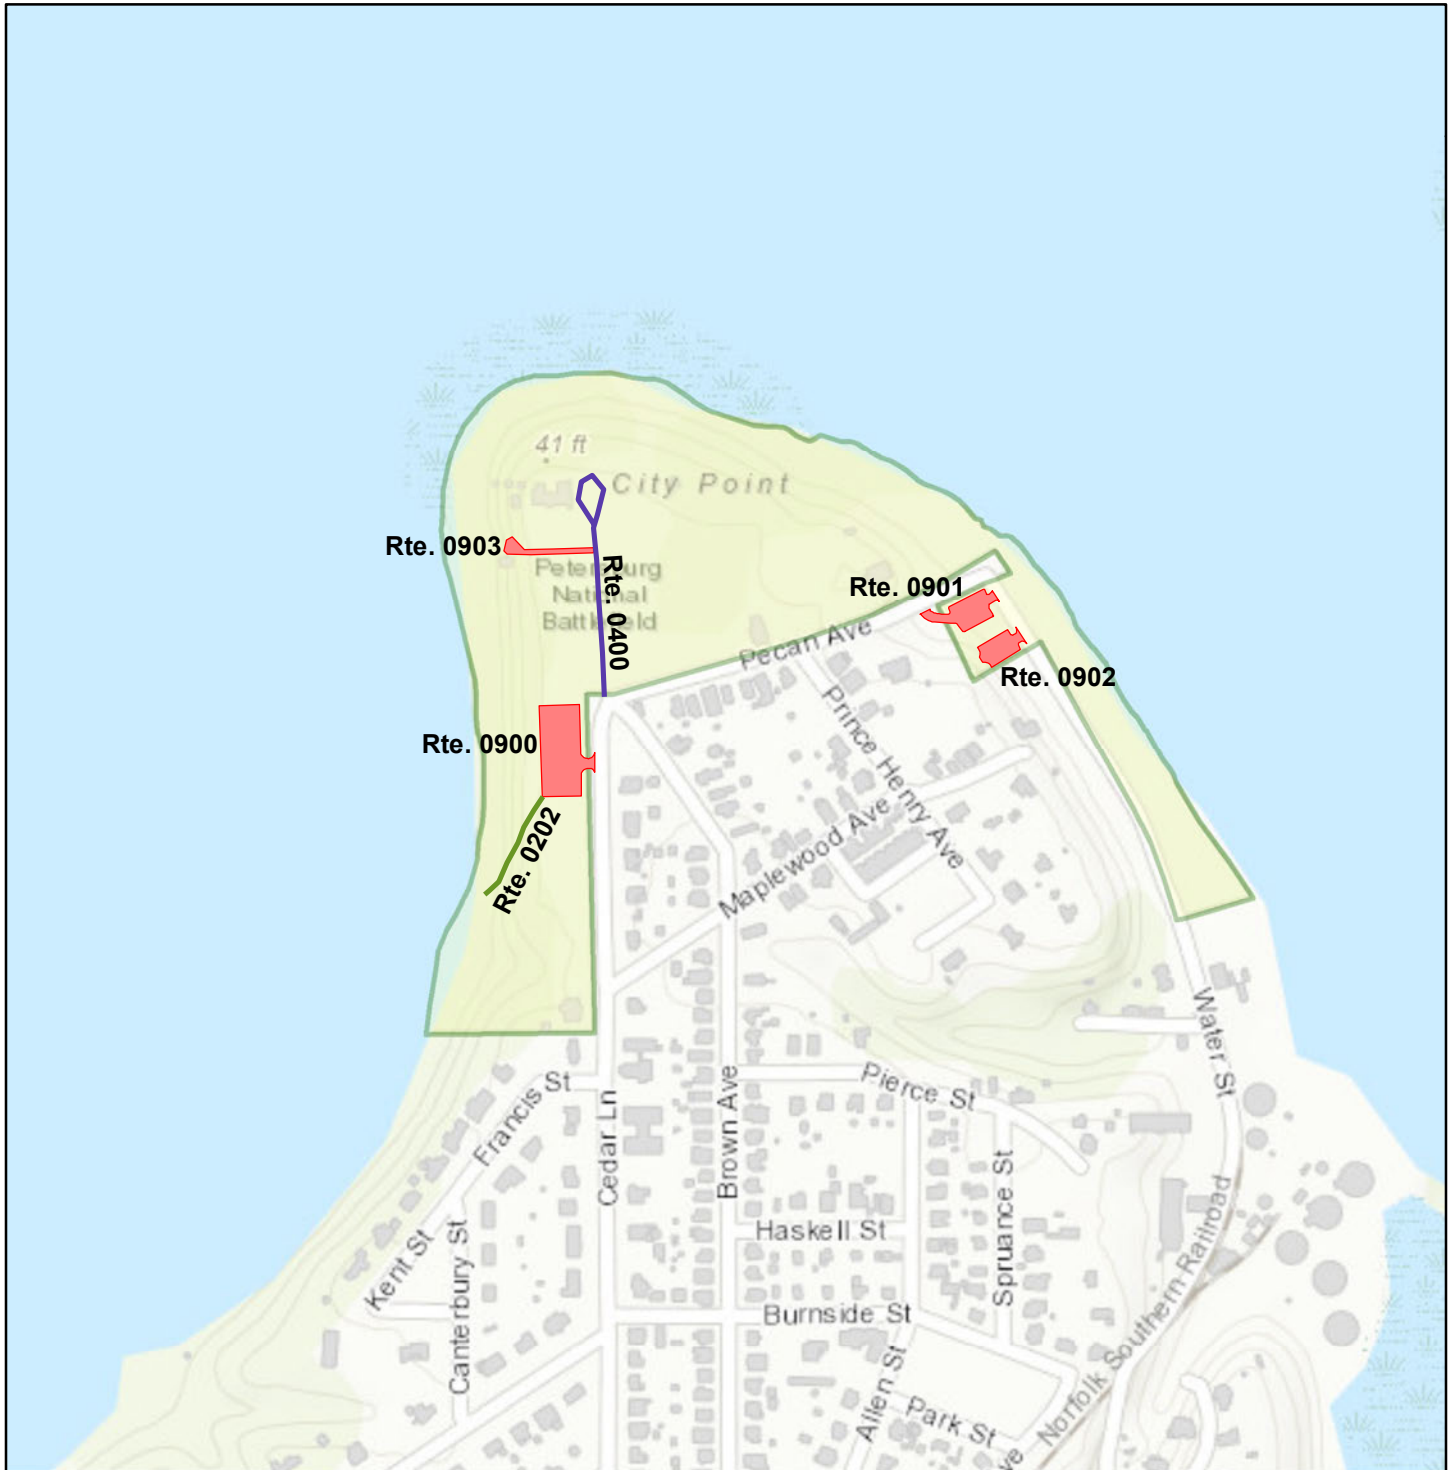 41 ft
City Point
Rte. 0903
Petersburg
National
Battlefield
Rte. 0400
Rte. 0901
Pecan Ave
Rte. 0902
Rte. 0900
Prince Henry Ave
Rte. 0202
Maplewood Ave
Water St
Francis St
Pierce St
Cedar Ln
Brown Ave
Kent St
Canterbury St
Haskell St
Spruance St
Norfolk Southern Railroad
Burnside St
Allen St
Park St
ve